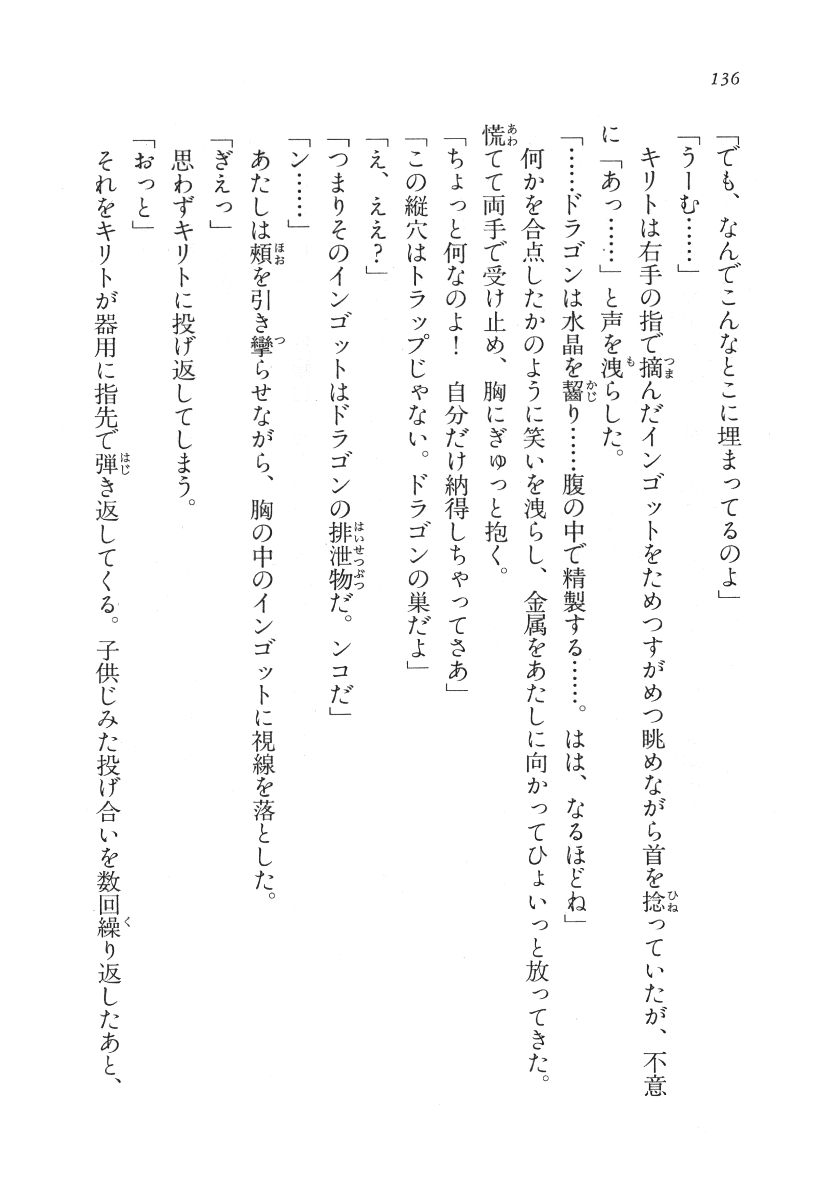 136
「でも、なんでこんなとこに埋まってるのよ」
「うーむ……」
キリトは右手の指で摘んだインゴットをためつすがめつ眺めながら首を捻っていたが、不意
に「あっ……」と声を洩らした。
「……ドラゴンは水晶を齧り……腹の中で精製する……。はは、なるほどね」
何かを合点したかのように笑いを洩らし、金属をあたしに向かってひょいっと放ってきた。
慌てて両手で受け止め、胸にぎゅっと抱く。
「ちょっと何なのよ！　自分だけ納得しちゃってさあ」
「この縦穴はトラップじゃない。ドラゴンの巣だよ」
「え、ええ？」
「つまりそのインゴットはドラゴンの排泄物だ。ンコだ」
「ン……」
あたしは頰を引き攣らせながら、胸の中のインゴットに視線を落とした。
「ぎえっ」
思わずキリトに投げ返してしまう。
「おっと」
それをキリトが器用に指先で弾き返してくる。子供じみた投げ合いを数回繰り返したあと、